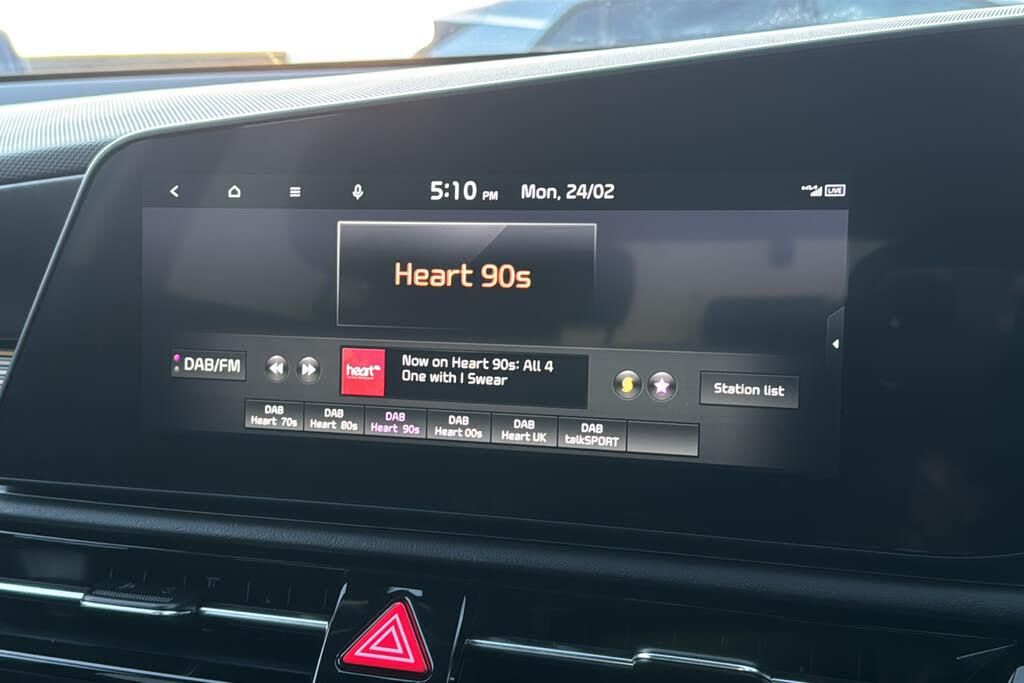 5:10 PM Mon, 24/02
LIVE
Heart 90s
DAB/FM
heart
Now on Heart 90s: All 4
One with I Swear
Station list
DAB
Heart 70s
DAB
Heart 80s
DAB
Heart 90s
DAB
Heart 00s
DAB
Heart UK
DAB
talkSPORT